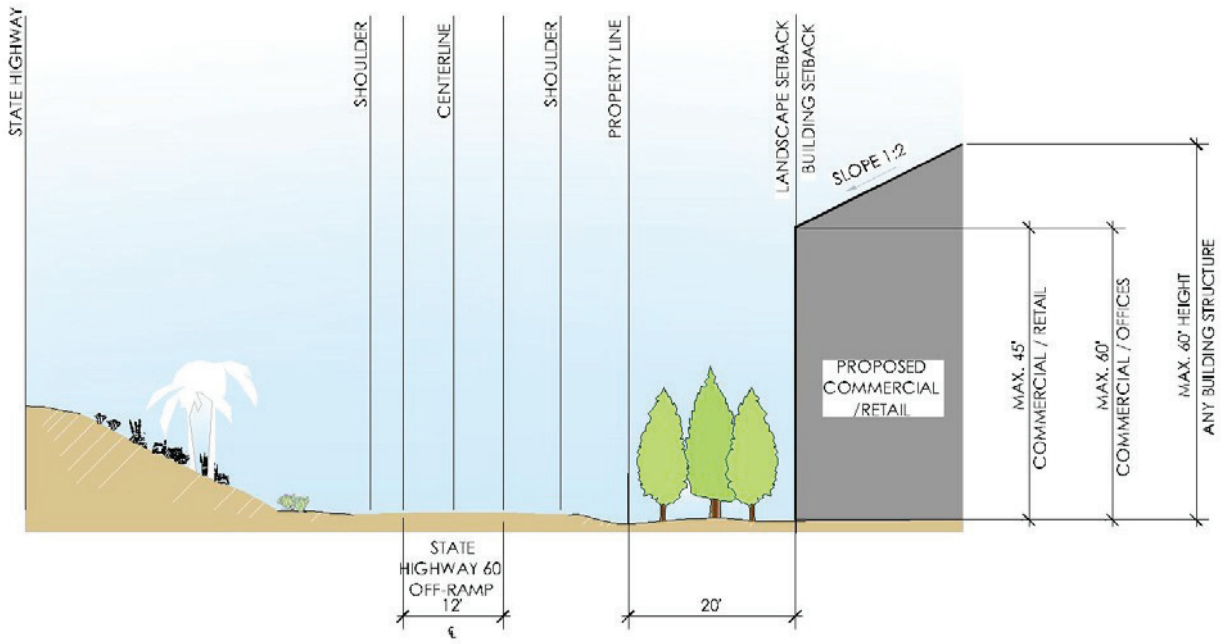 STATE HIGHWAY
SHOULDER
CENTERLINE
SHOULDER
PROPERTY LINE
LANDSCAPE SETBACK
BUILDING SETBACK
SLOPE 1:2
PROPOSED
COMMERCIAL
/RETAIL
MAX. 45'
COMMERCIAL / RETAIL
MAX. 60'
COMMERCIAL / OFFICES
MAX. 60' HEIGHT
ANY BUILDING STRUCTURE
STATE
HIGHWAY 60
OFF-RAMP
12'
℄
20'